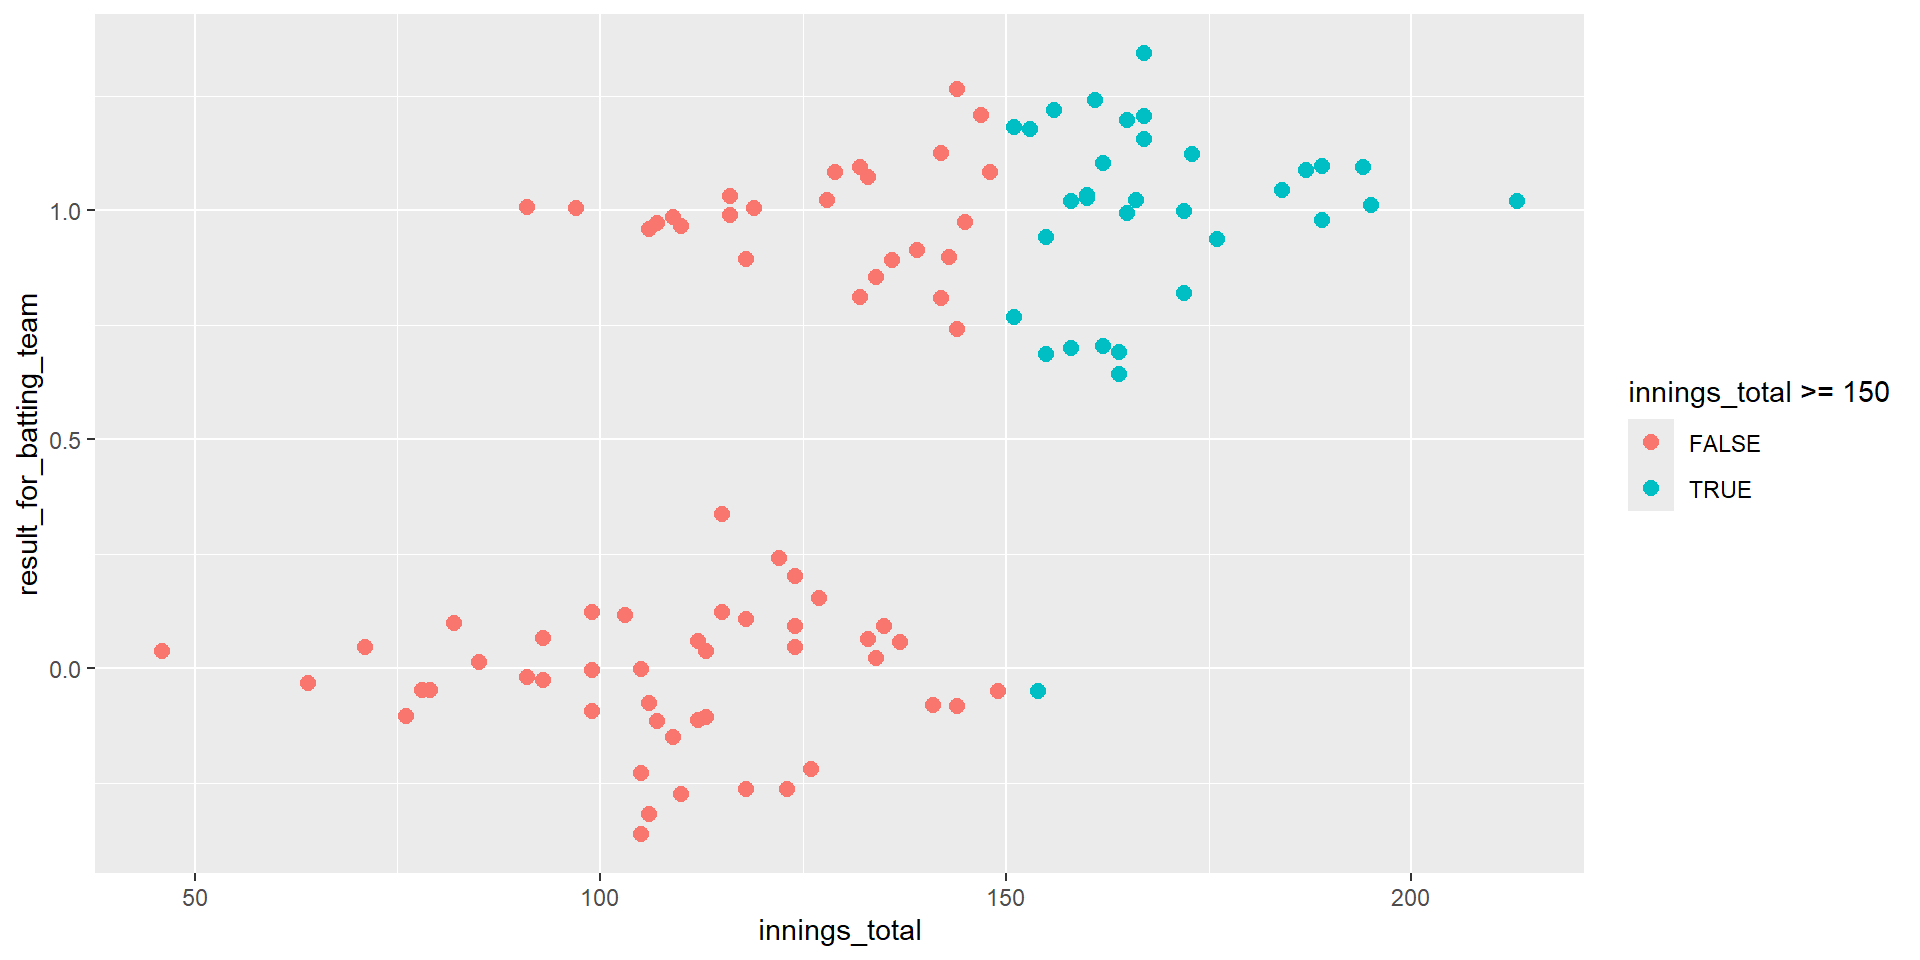 result_for_batting_team
1.0
0.5
0.0
50 100 150 200
innings_total
innings_total >= 150
FALSE
TRUE